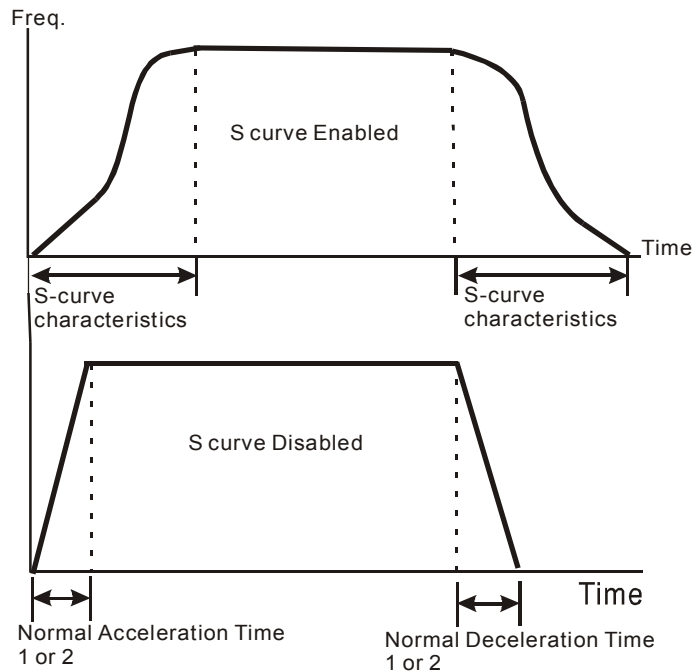 Freq.
S curve Enabled
Time
S-curve
characteristics
S-curve
characteristics
S curve Disabled
Time
Normal Acceleration Time
1 or 2
Normal Deceleration Time
1 or 2